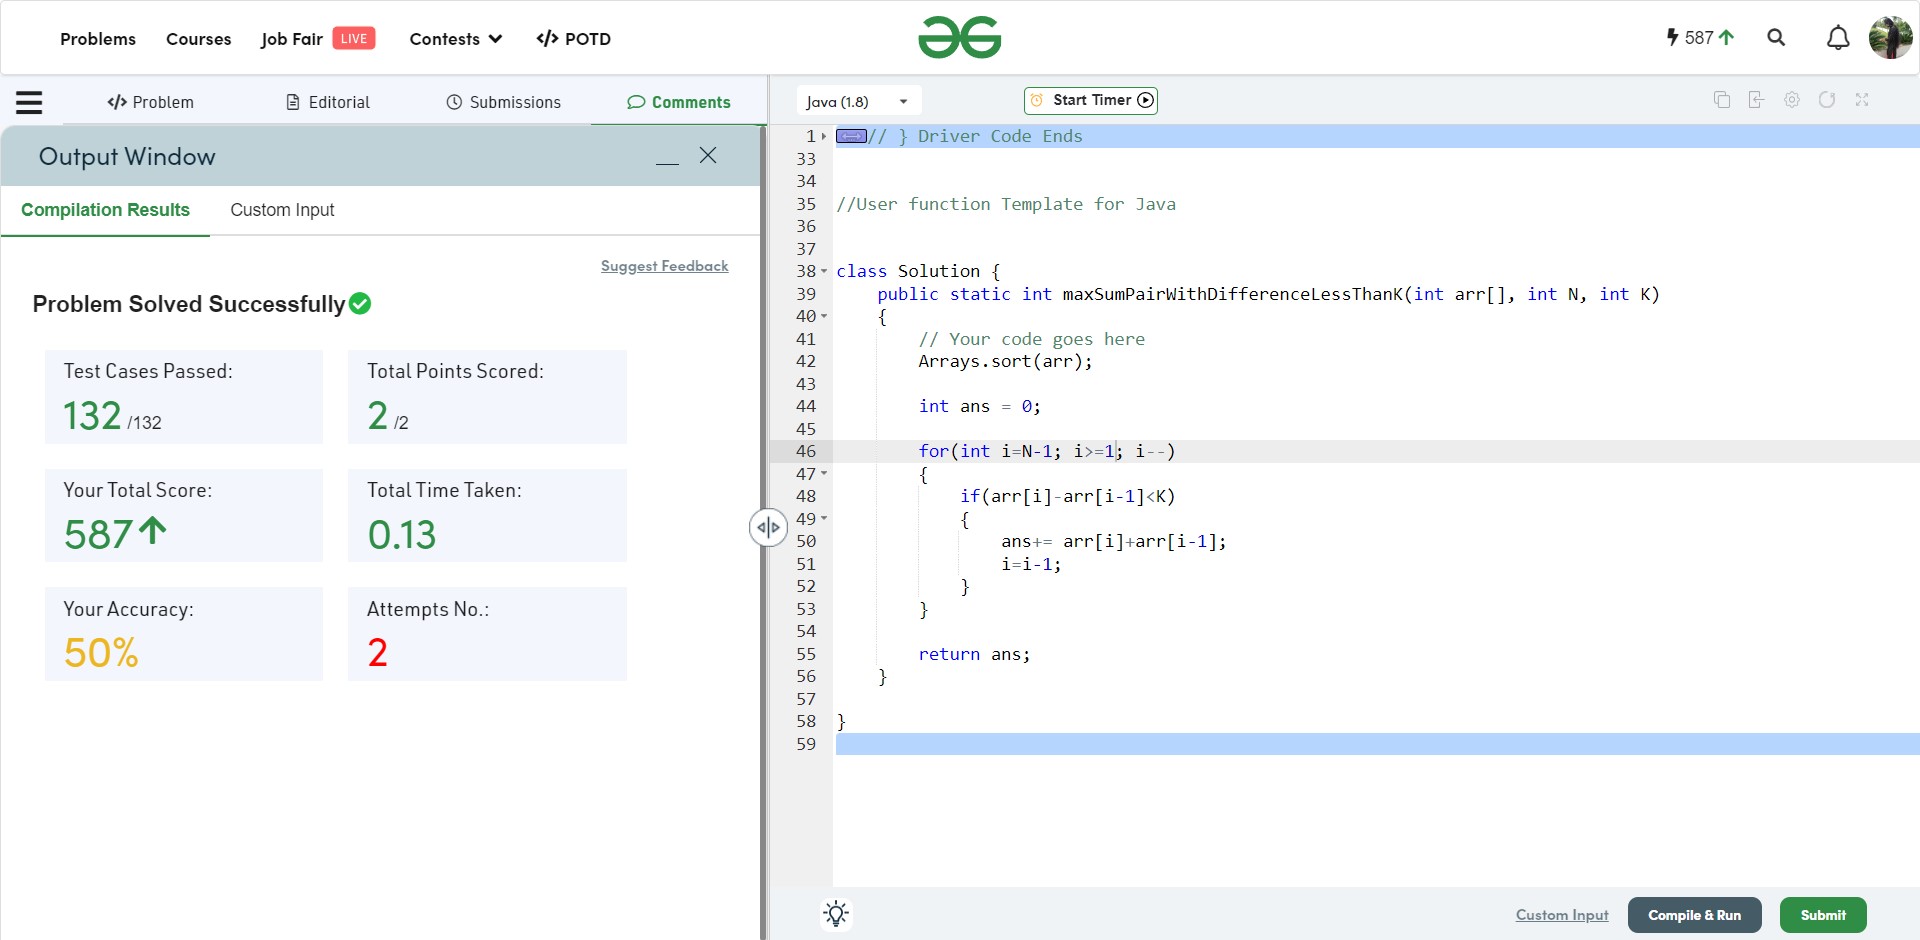 Problems Courses Job Fair LIVE Contests </> POTD
587
</> Problem Editorial Submissions Comments
Output Window
Compilation Results Custom Input
Suggest Feedback
Problem Solved Successfully
Test Cases Passed: Total Points Scored:
132 /132 2 /2
Your Total Score: Total Time Taken:
587 0.13
Your Accuracy: Attempts No.:
50% 2
Java (1.8) Start Timer
1 // } Driver Code Ends
33
34
35 //User function Template for Java
36
37
38 class Solution {
39 public static int maxSumPairWithDifferenceLessThanK(int arr[], int N, int K)
40 {
41 // Your code goes here
42 Arrays.sort(arr);
43
44 int ans = 0;
45
46 for(int i=N-1; i>=1; i--)
47 {
48 if(arr[i]-arr[i-1]<K)
49 {
50 ans+= arr[i]+arr[i-1];
51 i=i-1;
52 }
53 }
54
55 return ans;
56 }
57
58 }
59
Custom Input Compile & Run Submit